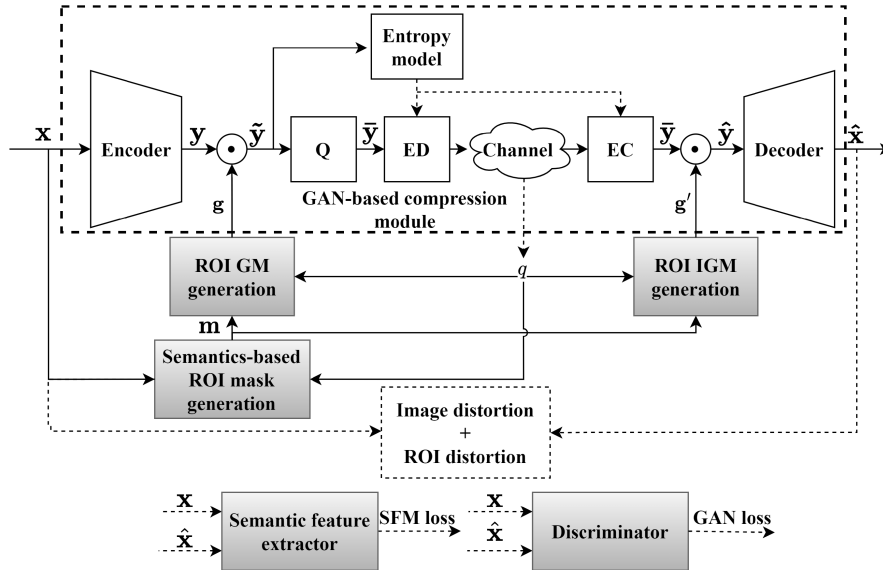 Entropy
model
x
Encoder
y
ỹ
Q
ȳ
ED
Channel
EC
ȳ
ŷ
Decoder
x̂
GAN-based compression
module
g
g′
ROI GM
generation
q
ROI IGM
generation
m
Semantics-based
ROI mask
generation
Image distortion
+
ROI distortion
x
x̂
Semantic feature
extractor
SFM loss
x
x̂
Discriminator
GAN loss